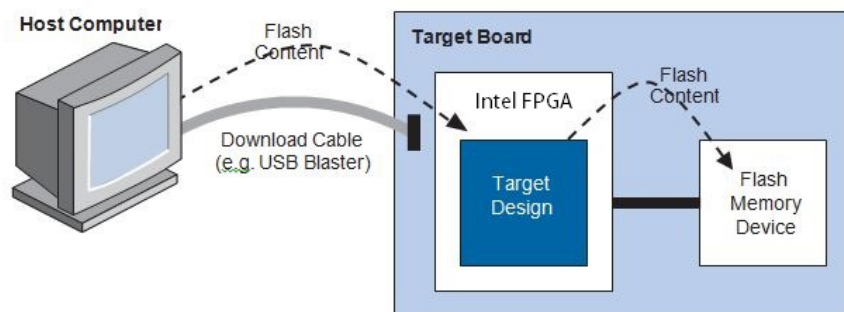 Host Computer
Flash
Content
Download Cable
(e.g. USB Blaster)
Target Board
Intel FPGA
Target
Design
Flash
Content
Flash
Memory
Device